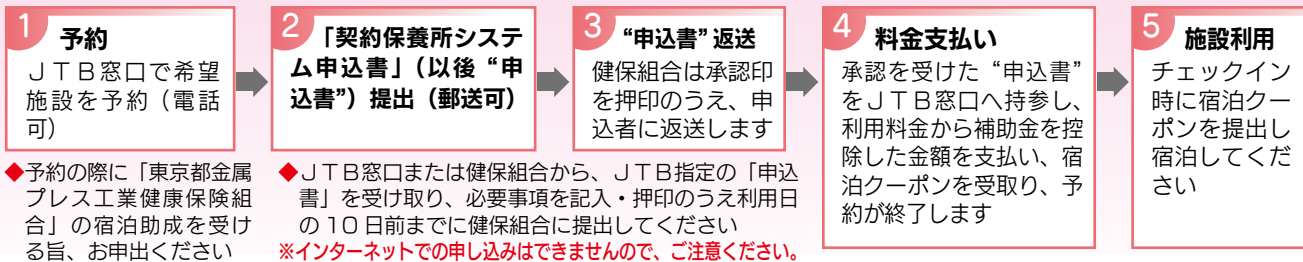 1 予約
ＪＴＢ窓口で希望
施設を予約（電話
可）
◆予約の際に「東京都金属
プレス工業健康保険組
合」の宿泊助成を受け
る旨、お申出ください
2 「契約保養所システ
ム申込書」（以後“申
込書”）提出（郵送可）
◆ＪＴＢ窓口または健保組合から、ＪＴＢ指定の「申込
書」を受け取り、必要事項を記入・押印のうえ利用日
の 10 日前までに健保組合に提出してください
※インターネットでの申し込みはできませんので、ご注意ください。
3 “申込書” 返送
健保組合は承認印
を押印のうえ、申
込者に返送します
4 料金支払い
承認を受けた“申込書”
をＪＴＢ窓口へ持参し、
利用料金から補助金を控
除した金額を支払い、宿
泊クーポンを受取り、予
約が終了します
5 施設利用
チェックイン
時に宿泊クー
ポンを提出し
宿泊してくだ
さい